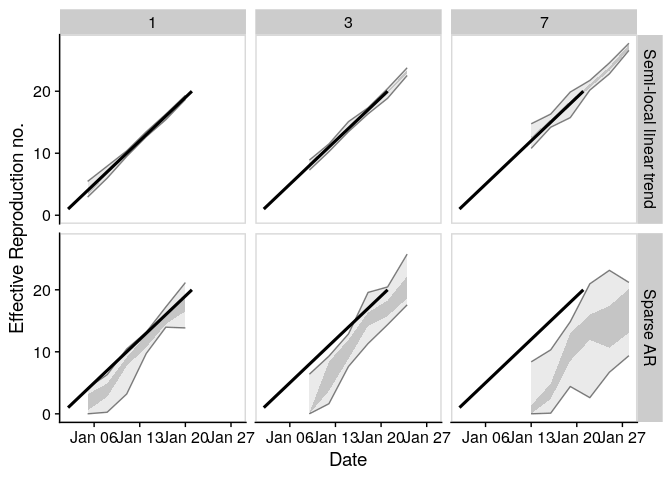 1 3 7
Effective Reproduction no.
20
10
0
Semi-local linear trend
20
10
0
Sparse AR
Jan 06 Jan 13 Jan 20 Jan 27 Jan 06 Jan 13 Jan 20 Jan 27 Jan 06 Jan 13 Jan 20 Jan 27
Date